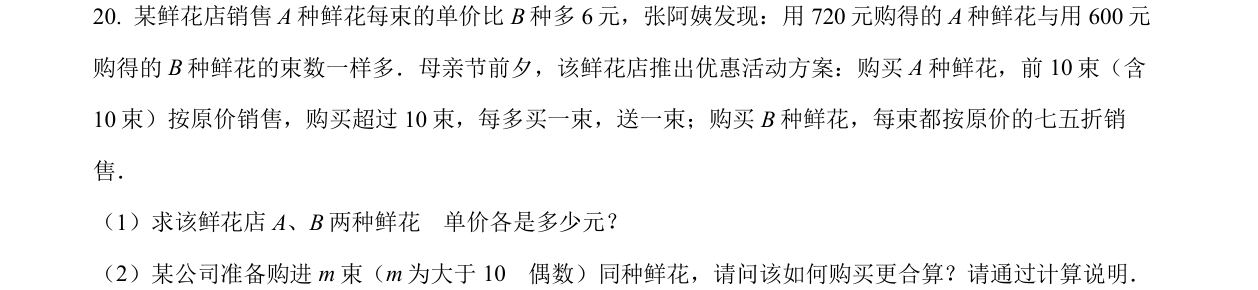 20. 某鲜花店销售 A 种鲜花每束的单价比 B 种多 6 元，张阿姨发现：用 720 元购得的 A 种鲜花与用 600 元
购得的 B 种鲜花的束数一样多．母亲节前夕，该鲜花店推出优惠活动方案：购买 A 种鲜花，前 10 束（含
10 束）按原价销售，购买超过 10 束，每多买一束，送一束；购买 B 种鲜花，每束都按原价的七五折销
售．
（1）求该鲜花店 A、B 两种鲜花　单价各是多少元？
（2）某公司准备购进 m 束（m 为大于 10　偶数）同种鲜花，请问该如何购买更合算？请通过计算说明．